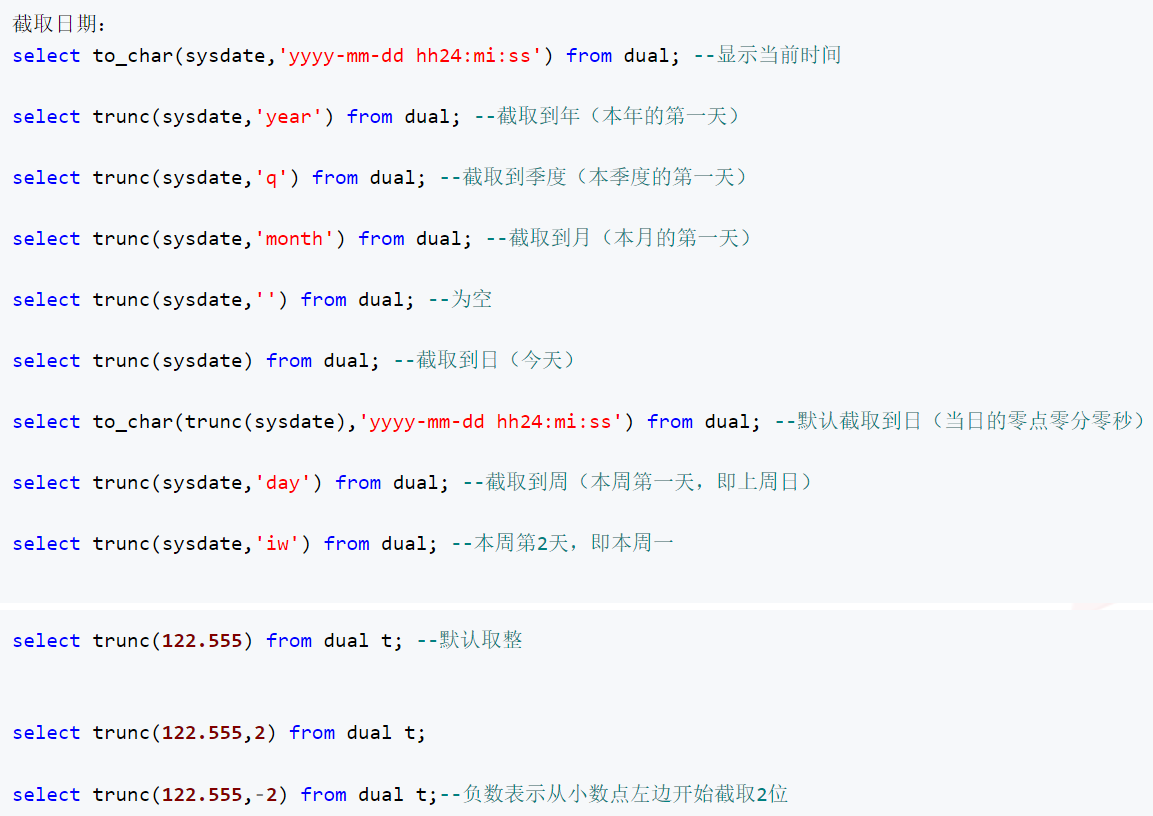 截取日期：
select to_char(sysdate,'yyyy-mm-dd hh24:mi:ss') from dual; --显示当前时间
select trunc(sysdate,'year') from dual; --截取到年（本年的第一天）
select trunc(sysdate,'q') from dual; --截取到季度（本季度的第一天）
select trunc(sysdate,'month') from dual; --截取到月（本月的第一天）
select trunc(sysdate,'') from dual; --为空
select trunc(sysdate) from dual; --截取到日（今天）
select to_char(trunc(sysdate),'yyyy-mm-dd hh24:mi:ss') from dual; --默认截取到日（当日的零点零分零秒）
select trunc(sysdate,'day') from dual; --截取到周（本周第一天，即上周日）
select trunc(sysdate,'iw') from dual; --本周第2天，即本周一
select trunc(122.555) from dual t; --默认取整
select trunc(122.555,2) from dual t;
select trunc(122.555,-2) from dual t;--负数表示从小数点左边开始截取2位